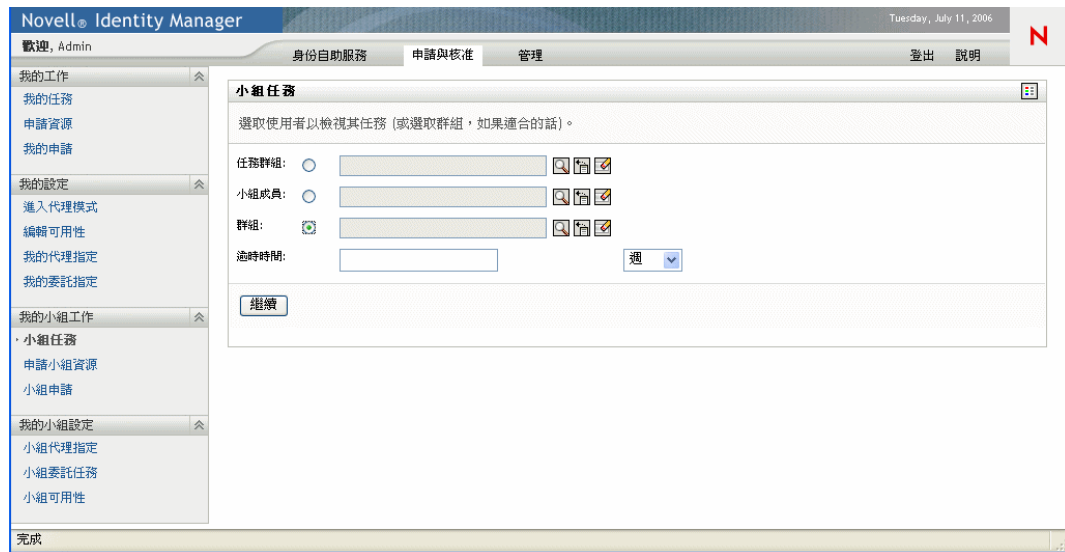 Novell® Identity Manager
Tuesday, July 11, 2006
N
歡迎, Admin
身份自助服務
申請與核准
管理
登出
說明
我的工作
我的任務
申請資源
我的申請
我的設定
進入代理模式
編輯可用性
我的代理指定
我的委託指定
我的小組工作
小組任務
申請小組資源
小組申請
我的小組設定
小組代理指定
小組委託任務
小組可用性
小組任務
選取使用者以檢視其任務 (或選取群組，如果適合的話)。
任務群組:
小組成員:
群組:
逾時時間:
週
繼續
完成